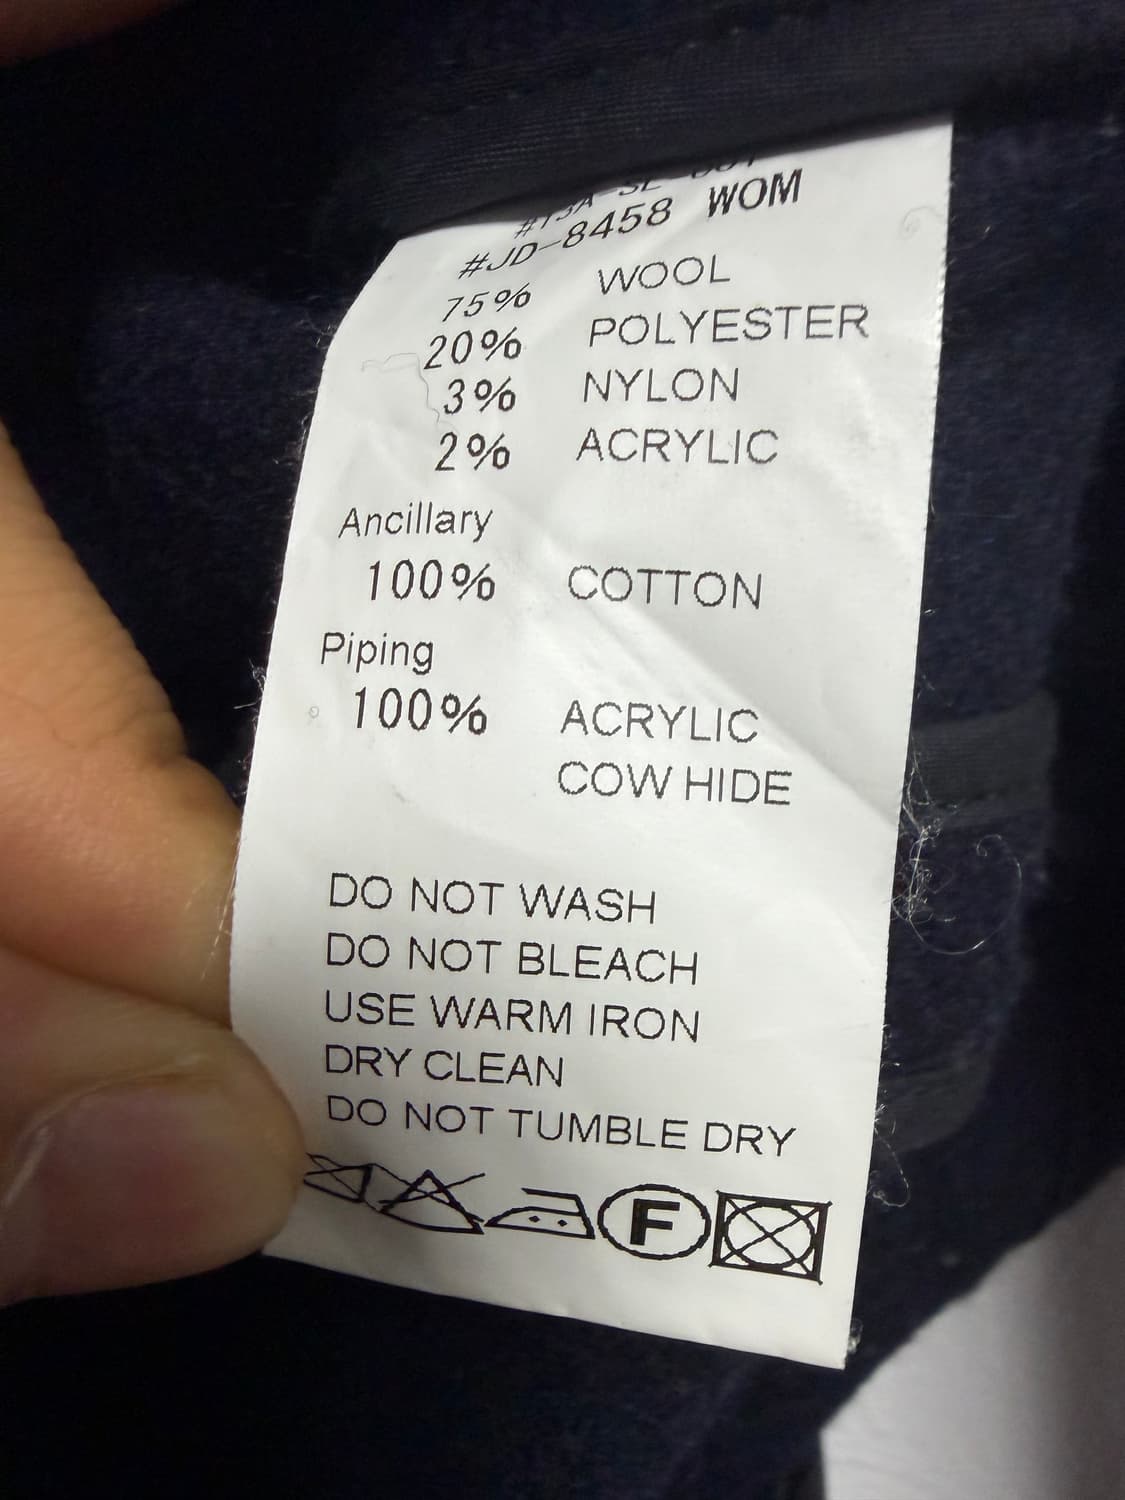 #JD-8458 WOM
75% WOOL
20% POLYESTER
3% NYLON
2% ACRYLIC
Ancillary
100% COTTON
Piping
100% ACRYLIC
COW HIDE
DO NOT WASH
DO NOT BLEACH
USE WARM IRON
DRY CLEAN
DO NOT TUMBLE DRY
F